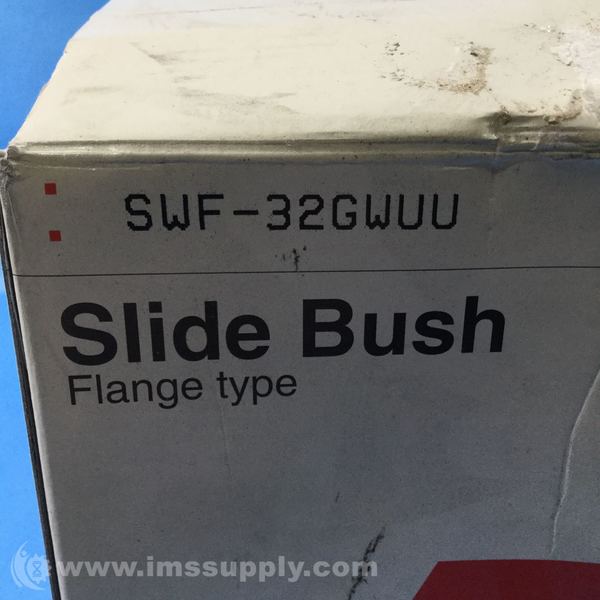 SWF-32GWUU
Slide Bush
Flange type
www.imssupply.com